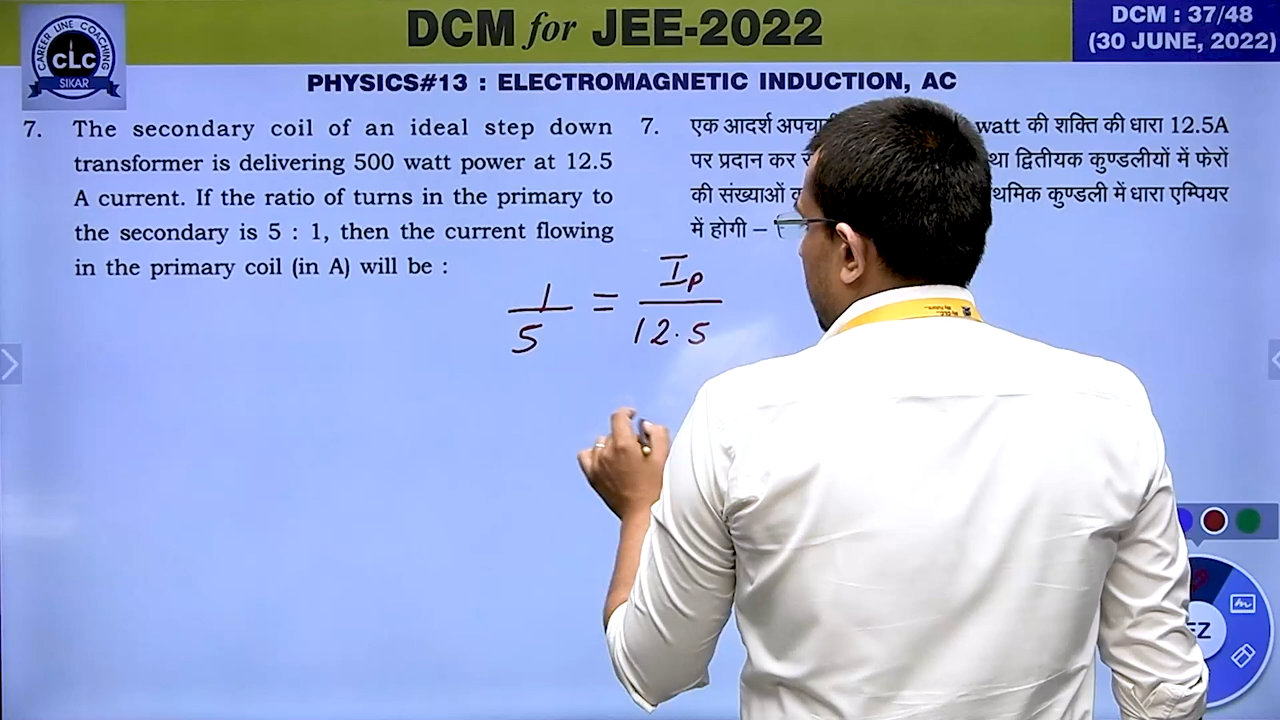 DCM for JEE-2022
DCM : 37/48
(30 JUNE, 2022)
CAREER LINE COACHING
CLC
SIKAR
PHYSICS#13 : ELECTROMAGNETIC INDUCTION, AC
7. The secondary coil of an ideal step down
transformer is delivering 500 watt power at 12.5
A current. If the ratio of turns in the primary to
the secondary is 5 : 1, then the current flowing
in the primary coil (in A) will be :
7. एक आदर्श watt की शक्ति की धारा 12.5A
पर प्रदान कर द्वितीयक कुण्डलीयों में फेरों
की संख्याओं कुण्डली में धारा एम्पियर
में होगी –
1/5 = Ip/12.5
EZ